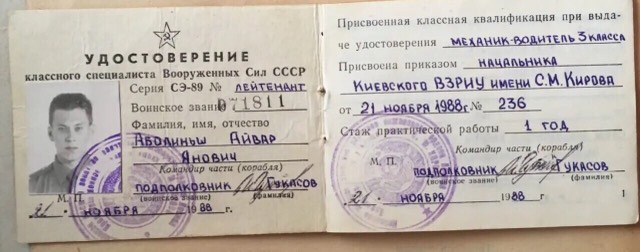 УДОСТОВЕРЕНИЕ
классного специалиста Вооруженных Сил СССР
Серия СЭ-89 № ЛЕЙТЕНАНТ
Воинское звание 071811
Фамилия, имя, отчество
Аболиньш Айвар
Янович
Командир части (корабля)
подполковник Гукасов
М. П. (воинское звание) (фамилия)
21 ноября 1988 г.
Присвоенная классная квалификация при выда-
че удостоверения МЕХАНИК-ВОДИТЕЛЬ 3 КЛАССА
Присвоена приказом НАЧАЛЬНИКА
КИЕВСКОГО ВЗРИУ ИМЕНИ С.М. КИРОВА
от 21 НОЯБРЯ 1988 г. № 236
Стаж практической работы 1 ГОД
Командир части (корабля)
М. П.
ПОДПОЛКОВНИК ГУКАСОВ
(воинское звание) (фамилия)
21 НОЯБРЯ 1988 г.
1